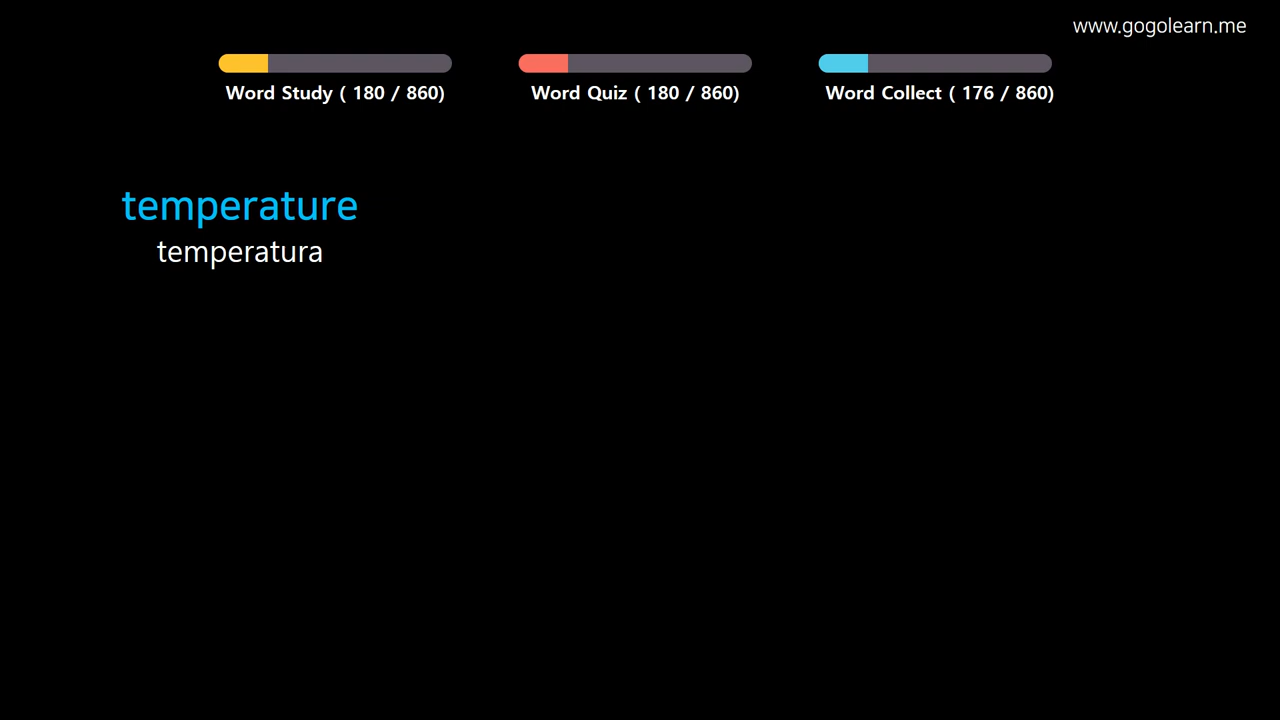 www.gogolearn.me
Word Study ( 180 / 860)
Word Quiz ( 180 / 860)
Word Collect ( 176 / 860)
temperature
temperatura